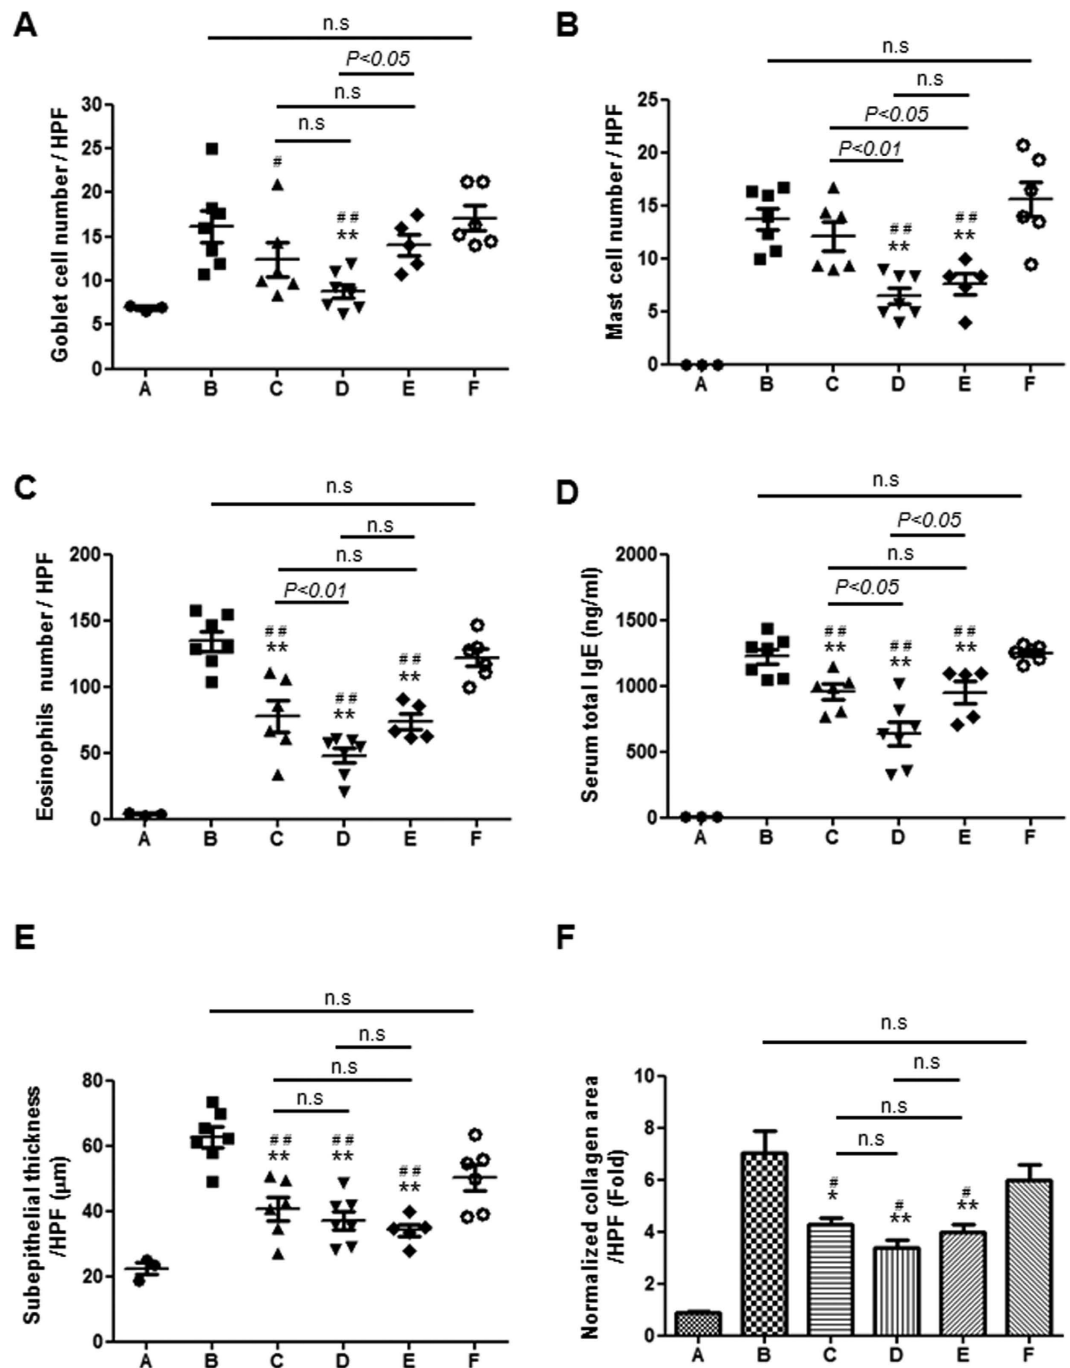 A
n.s
P<0.05
n.s
n.s
Goblet cell number / HPF
30
25
20
15
10
5
0
#
# #
**
A B C D E F
B
n.s
n.s
P<0.05
P<0.01
Mast cell number / HPF
25
20
15
10
5
0
# #
**
# #
**
A B C D E F
C
n.s
n.s
n.s
P<0.01
Eosinophils number / HPF
200
150
100
50
0
# #
**
# #
**
# #
**
A B C D E F
D
n.s
P<0.05
n.s
P<0.05
Serum total IgE (ng/ml)
2000
1500
1000
500
0
# #
**
# #
**
# #
**
A B C D E F
E
n.s
n.s
n.s
n.s
Subepithelial thickness
/HPF (µm)
80
60
40
20
0
# #
**
# #
**
# #
**
A B C D E F
F
n.s
n.s
n.s
n.s
Normalized collagen area
/HPF (Fold)
10
8
6
4
2
0
#
*
#
**
#
**
A B C D E F